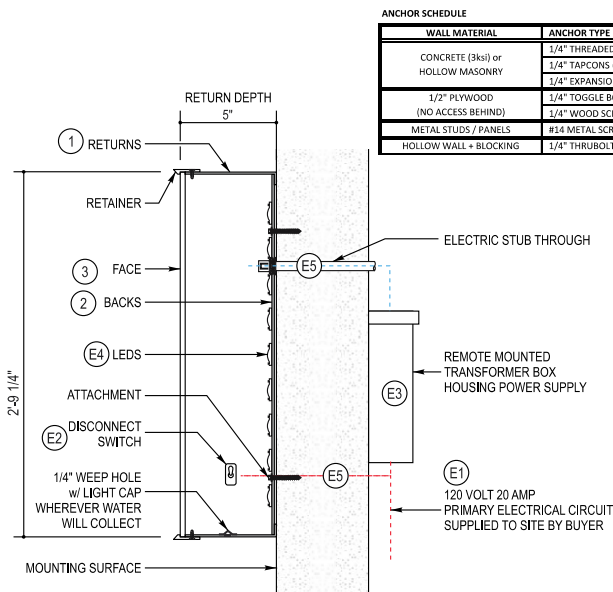 ANCHOR SCHEDULE
WALL MATERIAL ANCHOR TYPE
CONCRETE (3ksi) or
HOLLOW MASONRY
1/4" THREADED
1/4" TAPCONS
1/4"
1/2" PLYWOOD
(NO ACCESS BEHIND)
1/4" TOGGLE
1/4" WOOD
METAL STUDS / PANELS #14 METAL
HOLLOW WALL + BLOCKING 1/4" THRUBOLT
RETURN DEPTH
5"
1 RETURNS
RETAINER
3 FACE
2 BACKS
E4 LEDS
ATTACHMENT
E2 DISCONNECT
SWITCH
1/4" WEEP HOLE
w/ LIGHT CAP
WHEREVER WATER
WILL COLLECT
MOUNTING SURFACE
2'-9 1/4"
E5
E5
ELECTRIC STUB THROUGH
E3
REMOTE MOUNTED
TRANSFORMER BOX
HOUSING POWER SUPPLY
E1
120 VOLT 20 AMP
PRIMARY ELECTRICAL CIRCUIT
SUPPLIED TO SITE BY BUYER